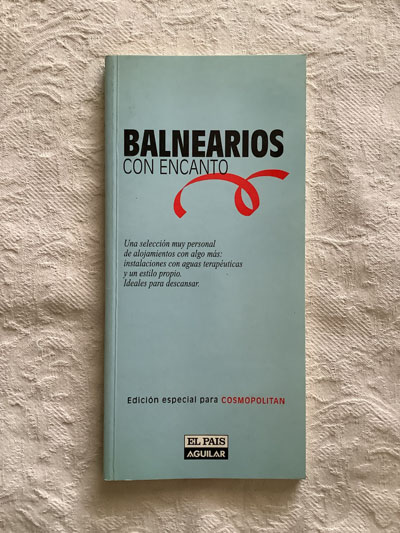 BALNEARIOS
CON ENCANTO
Una selección muy personal
de alojamientos con algo más:
instalaciones con aguas terapéuticas
y un estilo propio.
Ideales para descansar.
Edición especial para COSMOPOLITAN
EL PAIS
AGUILAR